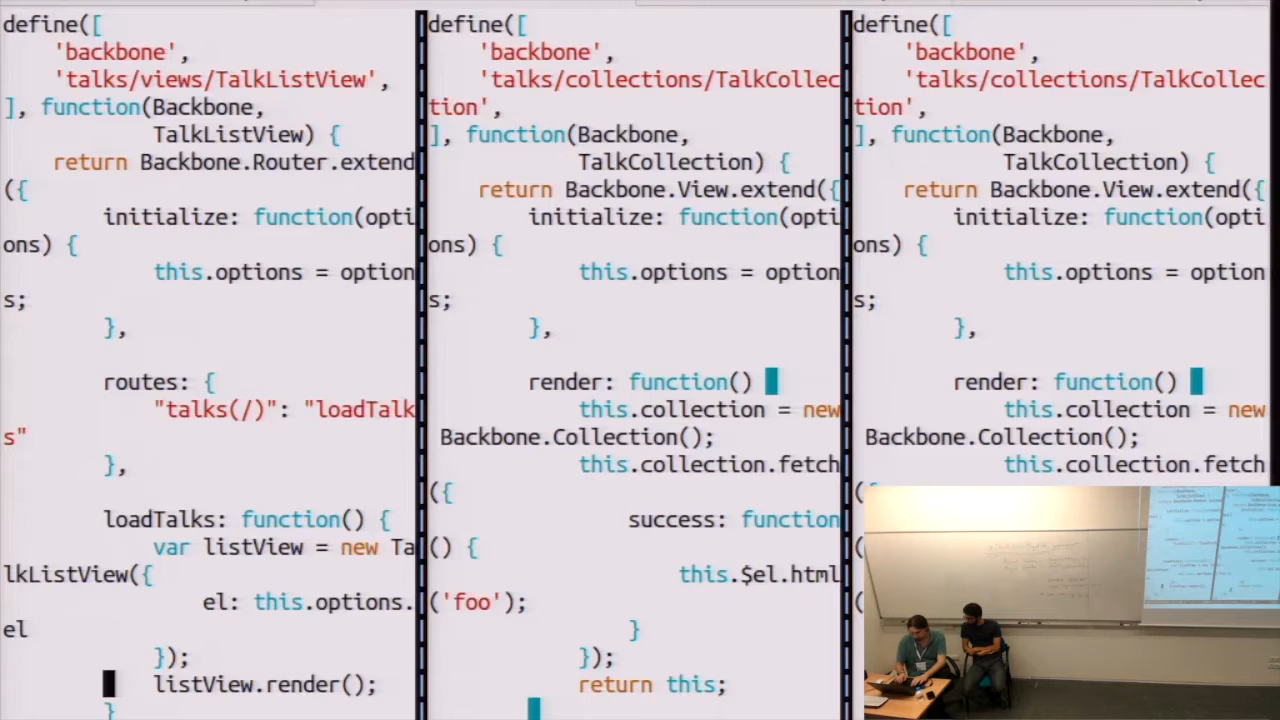 define([
    'backbone',
    'talks/views/TalkListView',
], function(Backbone,
            TalkListView) {
    return Backbone.Router.extend
({
        initialize: function(opti
ons) {
            this.options = option
s;
        },
        routes: {
            "talks(/)": "loadTalk
s"
        },
        loadTalks: function() {
            var listView = new Ta
lkListView({
                el: this.options.
el
            });
            listView.render();
        }
define([
    'backbone',
    'talks/collections/TalkCollec
tion',
], function(Backbone,
            TalkCollection) {
    return Backbone.View.extend({
        initialize: function(opti
ons) {
            this.options = option
s;
        },
        render: function()
            this.collection = new
 Backbone.Collection();
            this.collection.fetch
({
                success: function
() {
                    this.$el.html
('foo');
                }
            });
            return this;
define([
    'backbone',
    'talks/collections/TalkCollec
tion',
], function(Backbone,
            TalkCollection) {
    return Backbone.View.extend({
        initialize: function(opti
ons) {
            this.options = option
s;
        },
        render: function()
            this.collection = new
 Backbone.Collection();
            this.collection.fetch
({
(
(